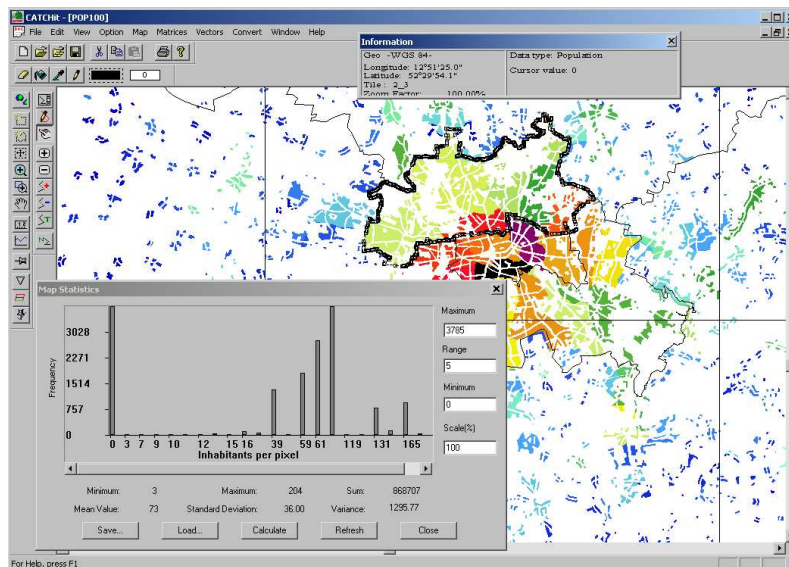 CATCHit - [POP100]
File Edit View Option Map Matrices Vectors Convert Window Help
0
Information
Geo -WGS 84-
Longitude: 12°51'25.0"
Latitude: 52°29'54.1"
Tile : 2_3
Zoom Factor: 100.00%
Data type: Population
Cursor value: 0
Map Statistics
Frequency
3028
2271
1514
757
0
0 3 7 9 10 12 15 16 39 59 61 119 131 165
Inhabitants per pixel
Maximum
3785
Range
5
Minimum
0
Scale(%)
100
Minimum: 3 Maximum: 204 Sum: 868707
Mean Value: 73 Standard Deviation: 36.00 Variance: 1295.77
Save... Load... Calculate Refresh Close
For Help, press F1